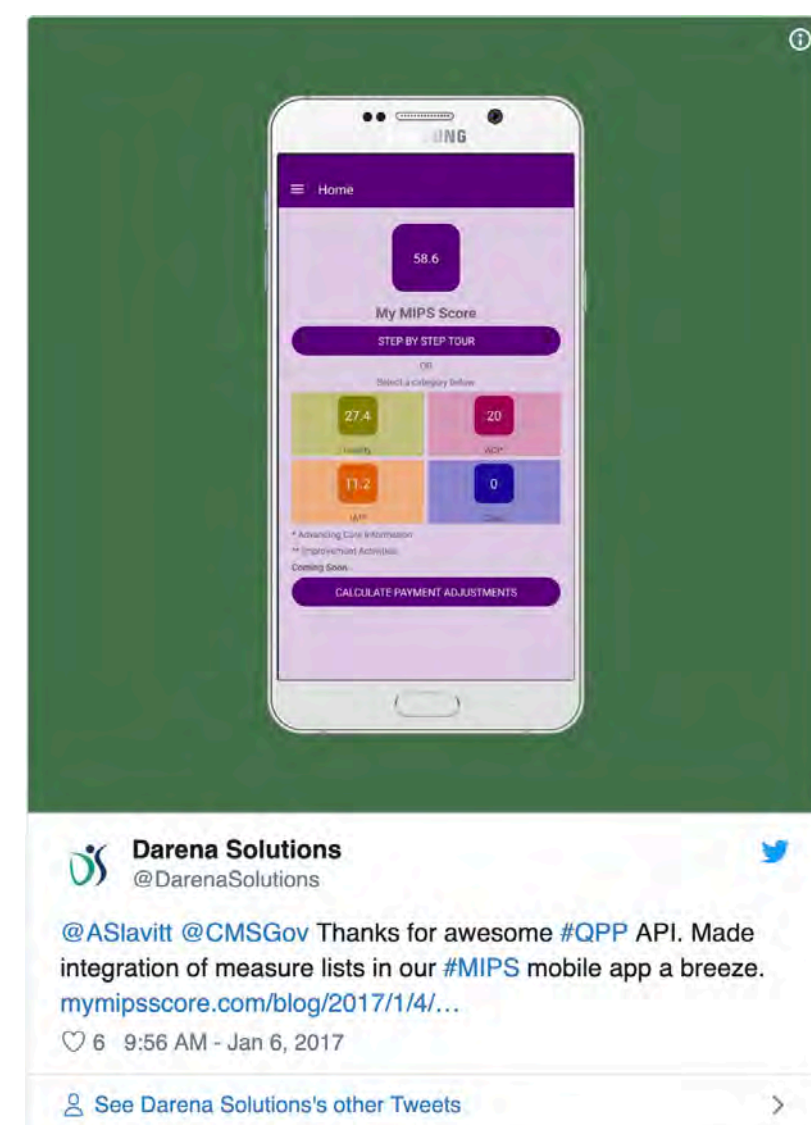 UNG
Home
58.6
My MIPS Score
STEP BY STEP TOUR
OR
Select a category below
27.4
20
Quality
ACI*
11.2
0
IA**
Cost
* Advancing Care Information
** Improvement Activities
Coming Soon
CALCULATE PAYMENT ADJUSTMENTS
Darena Solutions
@DarenaSolutions
@ASlavitt @CMSGov Thanks for awesome #QPP API. Made
integration of measure lists in our #MIPS mobile app a breeze.
mymipsscore.com/blog/2017/1/4/…
6 9:56 AM - Jan 6, 2017
See Darena Solutions's other Tweets